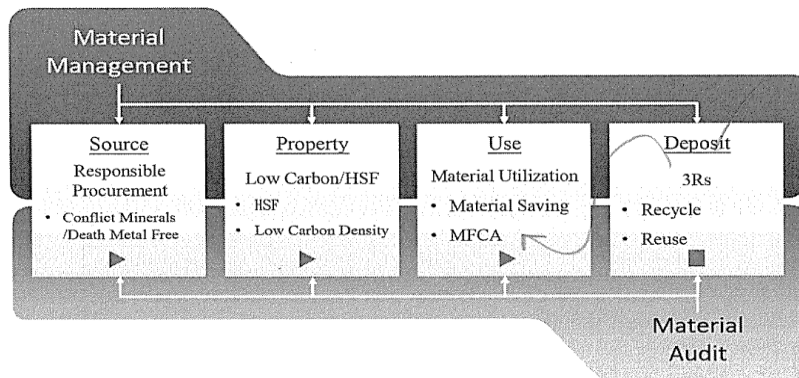 Material
Management
Source
Responsible
Procurement
• Conflict Minerals
/Death Metal Free
Property
Low Carbon/HSF
• HSF
• Low Carbon Density
Use
Material Utilization
• Material Saving
• MFCA
Deposit
3Rs
• Recycle
• Reuse
Material
Audit